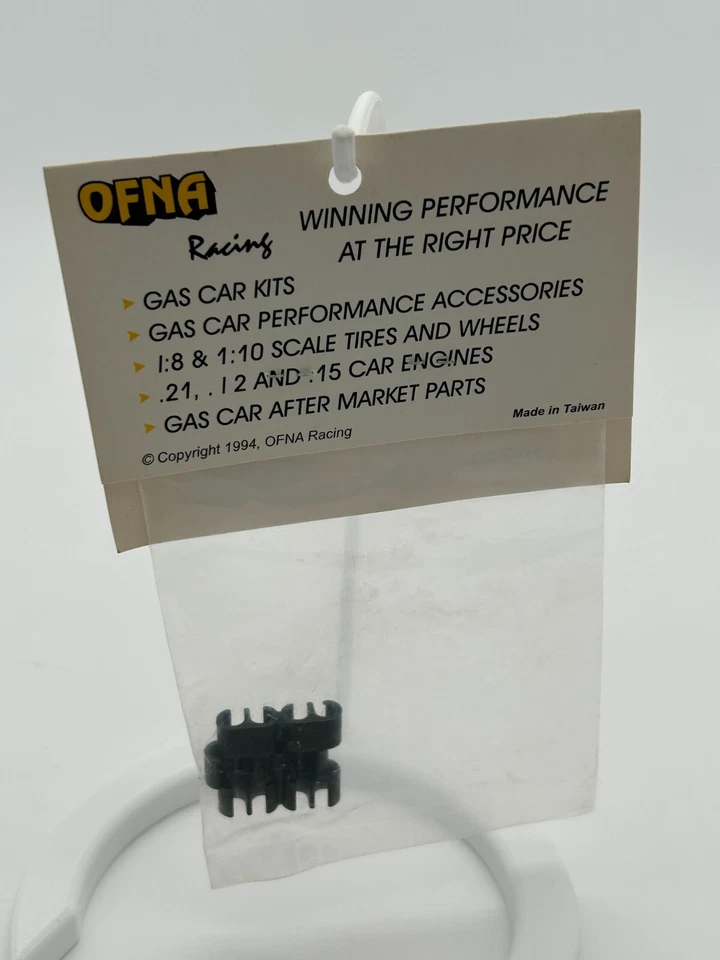 OFNA
Racing
WINNING PERFORMANCE
AT THE RIGHT PRICE
➤ GAS CAR KITS
➤ GAS CAR PERFORMANCE ACCESSORIES
➤ 1:8 & 1:10 SCALE TIRES AND WHEELS
➤ .21, .12 AND .15 CAR ENGINES
➤ GAS CAR AFTER MARKET PARTS
Made in Taiwan
© Copyright 1994, OFNA Racing